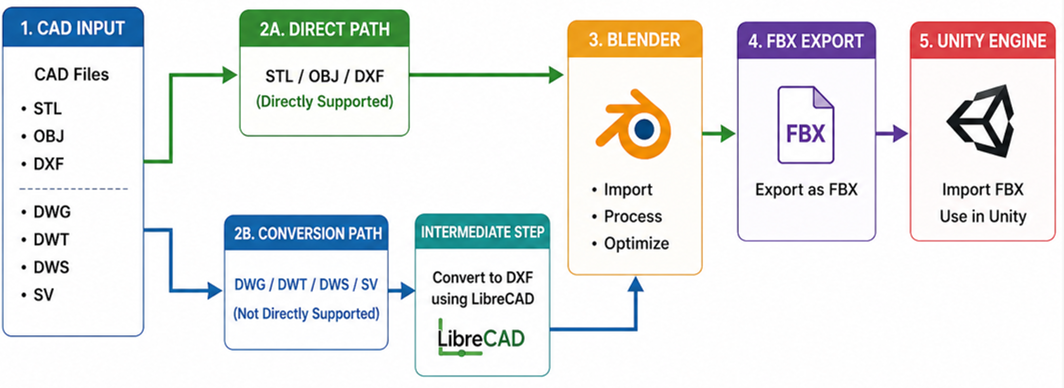 1. CAD INPUT
CAD Files
• STL
• OBJ
• DXF
• DWG
• DWT
• DWS
• SV
2A. DIRECT PATH
STL / OBJ / DXF
(Directly Supported)
2B. CONVERSION PATH
DWG / DWT / DWS / SV
(Not Directly Supported)
INTERMEDIATE STEP
Convert to DXF
using LibreCAD
LibreCAD
3. BLENDER
• Import
• Process
• Optimize
4. FBX EXPORT
FBX
Export as FBX
5. UNITY ENGINE
Import FBX
Use in Unity